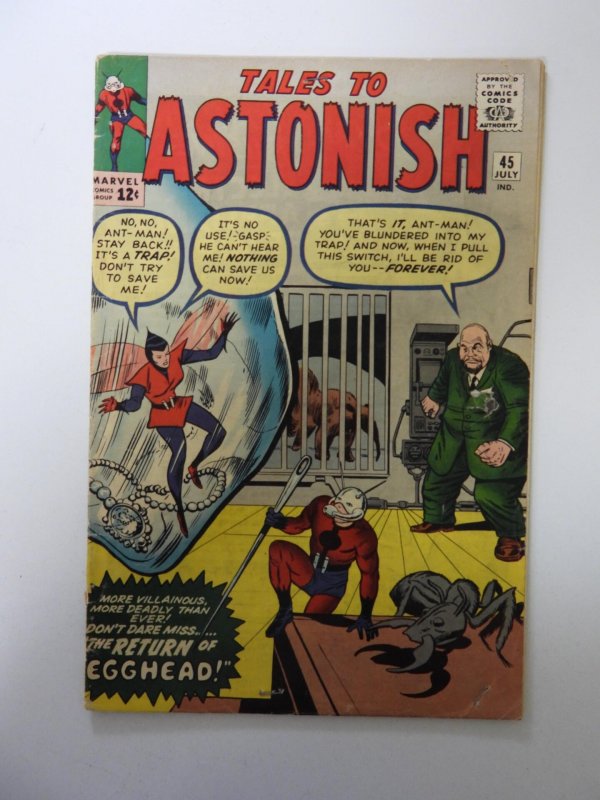 TALES TO
ASTONISH
APPROVED
BY THE
COMICS
CODE
AUTHORITY
MARVEL
COMICS
GROUP 12¢
45
JULY
IND.
NO, NO,
ANT-MAN!
STAY BACK!!
IT'S A TRAP!
DON'T TRY
TO SAVE
ME!
IT'S NO
USE! -GASP-
HE CAN'T HEAR
ME! NOTHING
CAN SAVE US
NOW!
THAT'S IT, ANT-MAN!
YOU'VE BLUNDERED INTO MY
TRAP! AND NOW, WHEN I PULL
THIS SWITCH, I'LL BE RID OF
YOU--FOREVER!
MORE VILLAINOUS,
MORE DEADLY THAN
EVER!
DON'T DARE MISS.....
"THE RETURN OF
EGGHEAD!"